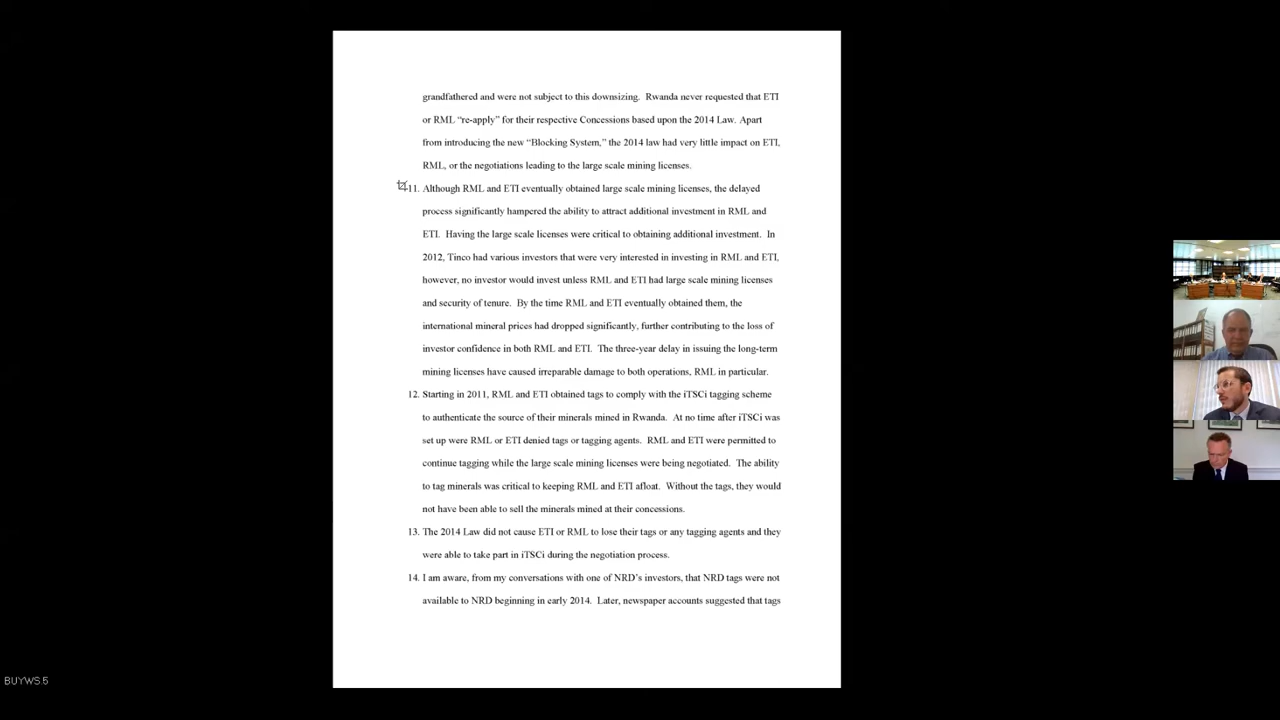 grandfathered and were not subject to this downsizing.  Rwanda never requested that ETI
or RML “re-apply” for their respective Concessions based upon the 2014 Law.  Apart
from introducing the new “Blocking System,” the 2014 law had very little impact on ETI,
RML, or the negotiations leading to the large scale mining licenses.
11. Although RML and ETI eventually obtained large scale mining licenses, the delayed
process significantly hampered the ability to attract additional investment in RML and
ETI.  Having the large scale licenses were critical to obtaining additional investment.  In
2012, Tinco had various investors that were very interested in investing in RML and ETI,
however, no investor would invest unless RML and ETI had large scale mining licenses
and security of tenure.  By the time RML and ETI eventually obtained them, the
international mineral prices had dropped significantly, further contributing to the loss of
investor confidence in both RML and ETI.  The three-year delay in issuing the long-term
mining licenses have caused irreparable damage to both operations, RML in particular.
12. Starting in 2011, RML and ETI obtained tags to comply with the iTSCi tagging scheme
to authenticate the source of their minerals mined in Rwanda.  At no time after iTSCi was
set up were RML or ETI denied tags or tagging agents.  RML and ETI were permitted to
continue tagging while the large scale mining licenses were being negotiated.  The ability
to tag minerals was critical to keeping RML and ETI afloat.  Without the tags, they would
not have been able to sell the minerals mined at their concessions.
13. The 2014 Law did not cause ETI or RML to lose their tags or any tagging agents and they
were able to take part in iTSCi during the negotiation process.
14. I am aware, from my conversations with one of NRD’s investors, that NRD tags were not
available to NRD beginning in early 2014.  Later, newspaper accounts suggested that tags
BUYWS.5